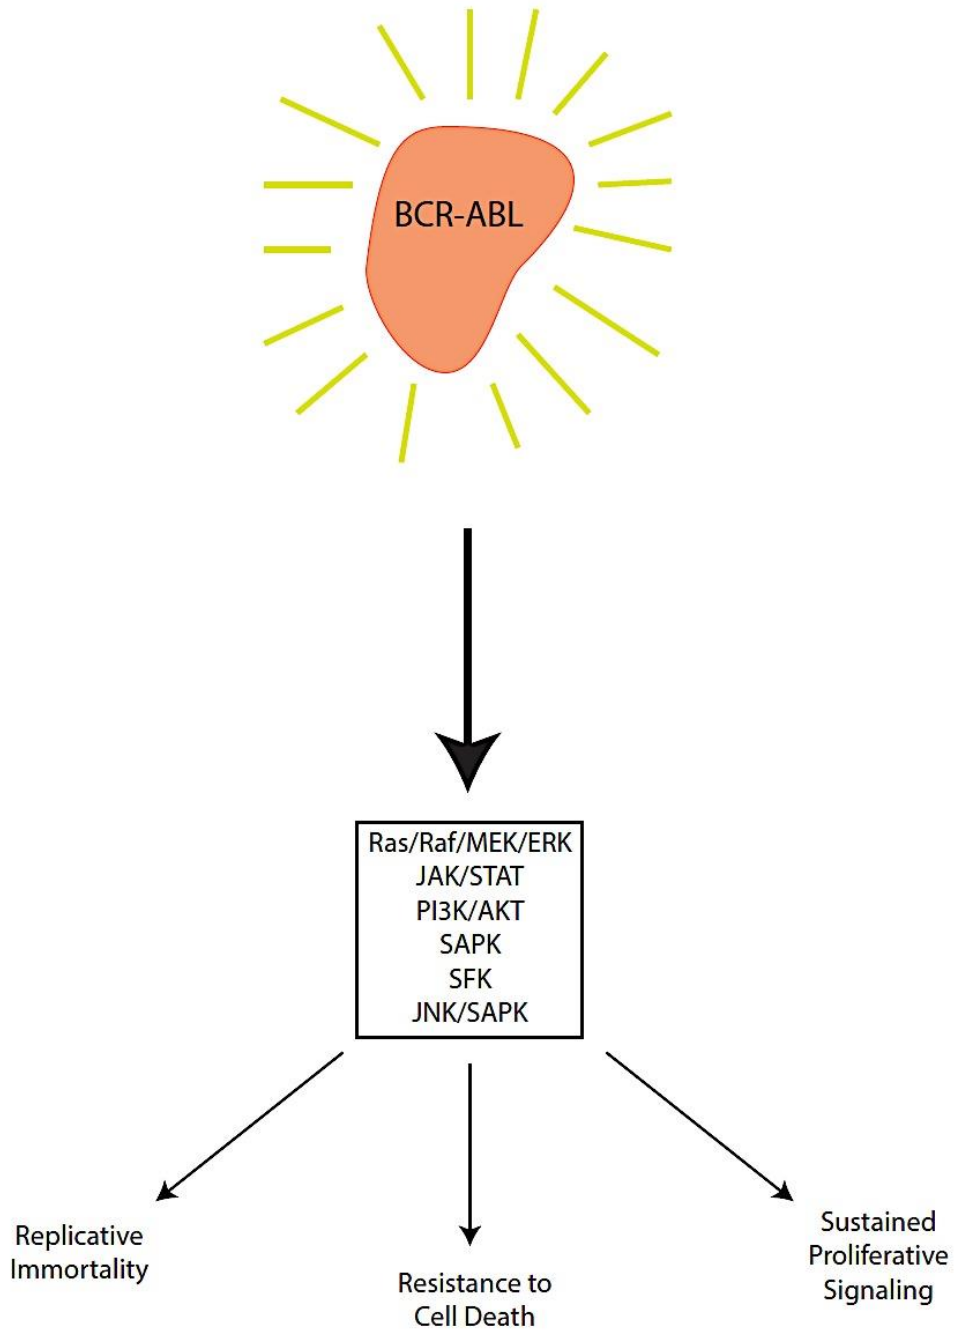 BCR-ABL
Ras/Raf/MEK/ERK
JAK/STAT
PI3K/AKT
SAPK
SFK
JNK/SAPK
Replicative
Immortality
Resistance to
Cell Death
Sustained
Proliferative
Signaling